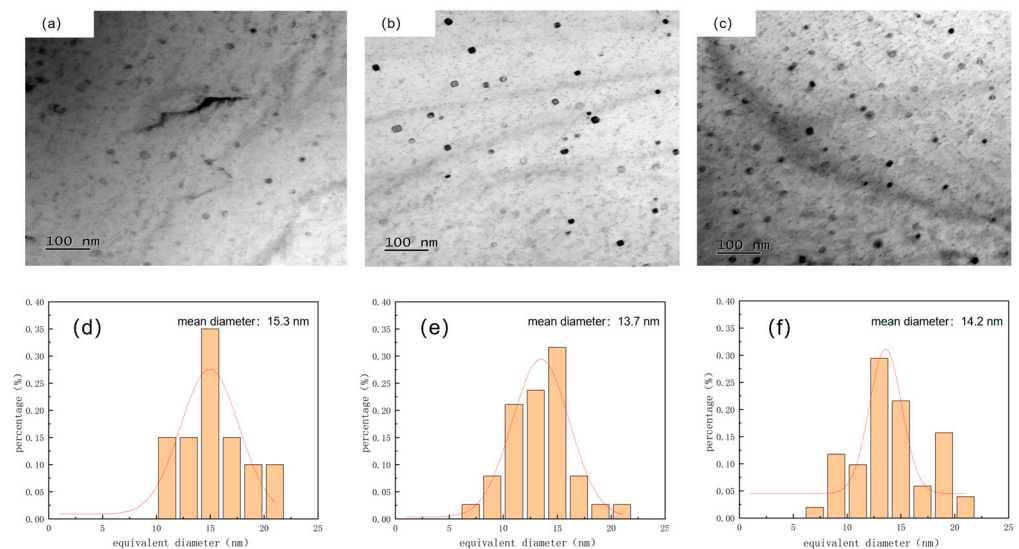 (a)
(b)
(c)
100 nm
100 nm
100 nm
(d)
mean diameter: 15.3 nm
percentage (%)
0.40
0.35
0.30
0.25
0.20
0.15
0.10
0.05
0.00
0 5 10 15 20 25
equivalent diameter (nm)
(e)
mean diameter: 13.7 nm
percentage (%)
0.40
0.35
0.30
0.25
0.20
0.15
0.10
0.05
0.00
0 5 10 15 20 25
equivalent diameter (nm)
(f)
mean diameter: 14.2 nm
percentage (%)
0.40
0.35
0.30
0.25
0.20
0.15
0.10
0.05
0.00
0 5 10 15 20 25
equivalent diameter (nm)